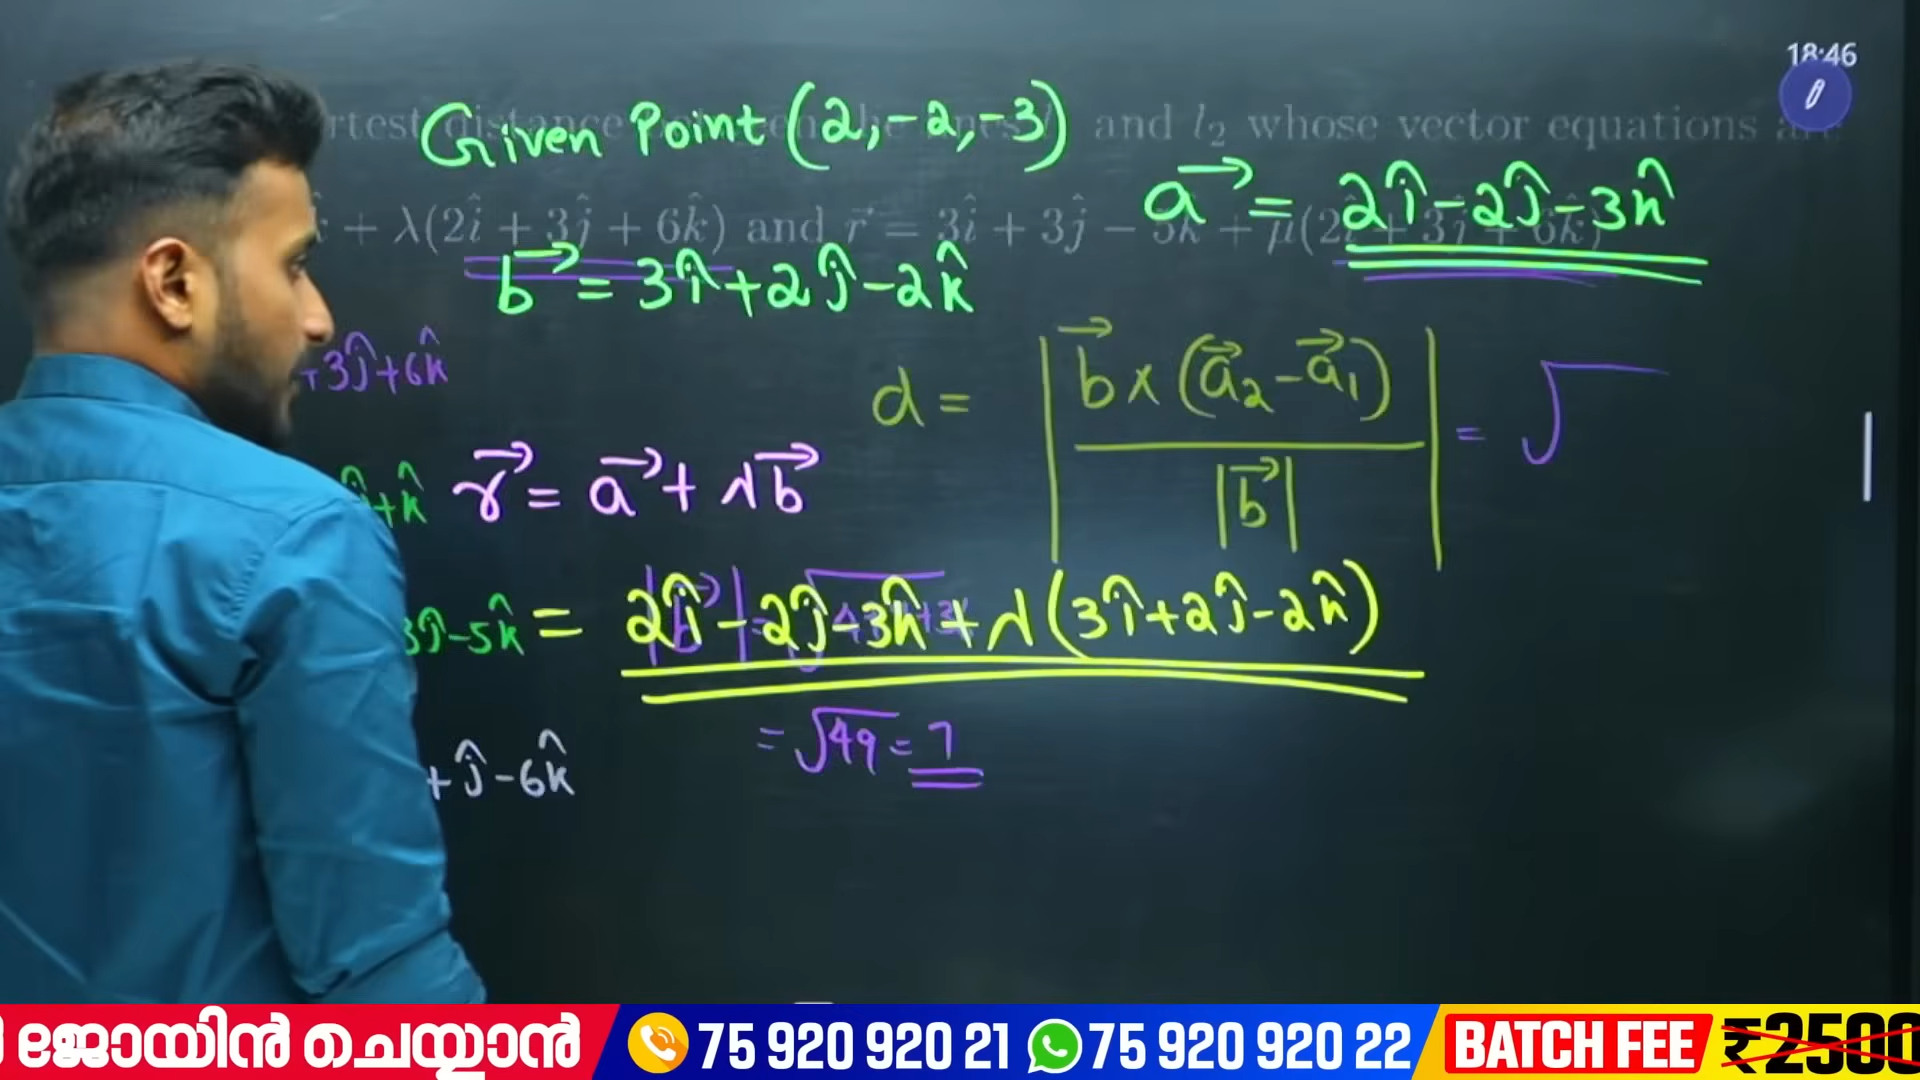 18:46
Given Point (2,-2,-3)
and l₂ whose vector equations
+ λ(2î + 3ĵ + 6k̂) and r⃗ = 3î + 3ĵ − 5k̂ + μ(2î + 3ĵ + 6k̂)
a⃗ = 2î-2ĵ-3k̂
b⃗ = 3î+2ĵ-2k̂
+3ĵ+6k̂
d = | b⃗ x (a⃗₂-a⃗₁) / |b⃗| | = √
+k̂
r⃗ = a⃗ + λb⃗
3ĵ-5k̂
= 2î-2ĵ-3k̂ + λ(3î+2ĵ-2k̂)
= √49 = 7
+ĵ-6k̂
ജോയിൻ ചെയ്യാൻ 75 920 920 21 75 920 920 22 BATCH FEE ₹2500